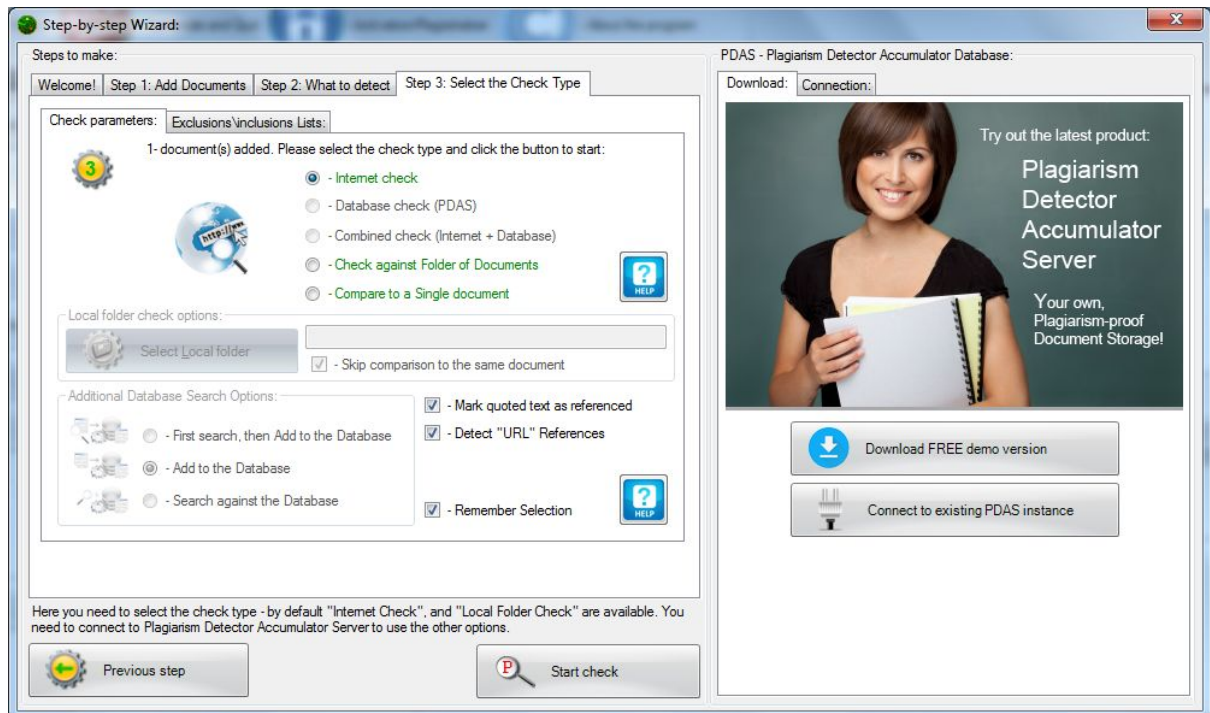 Step-by-step Wizard:
Steps to make:
Welcome!
Step 1: Add Documents
Step 2: What to detect
Step 3: Select the Check Type
Check parameters:
Exclusions\inclusions Lists:
3
1- document(s) added. Please select the check type and click the button to start:
http://www
- Internet check
- Database check (PDAS)
- Combined check (Internet + Database)
- Check against Folder of Documents
- Compare to a Single document
? HELP
Local folder check options:
Select Local folder
- Skip comparison to the same document
Additional Database Search Options:
- First search, then Add to the Database
- Add to the Database
- Search against the Database
- Mark quoted text as referenced
- Detect "URL" References
- Remember Selection
? HELP
Here you need to select the check type - by default "Internet Check", and "Local Folder Check" are available. You
need to connect to Plagiarism Detector Accumulator Server to use the other options.
Previous step
P
Start check
PDAS - Plagiarism Detector Accumulator Database:
Download:
Connection:
Try out the latest product:
Plagiarism
Detector
Accumulator
Server
Your own,
Plagiarism-proof
Document Storage!
Download FREE demo version
Connect to existing PDAS instance